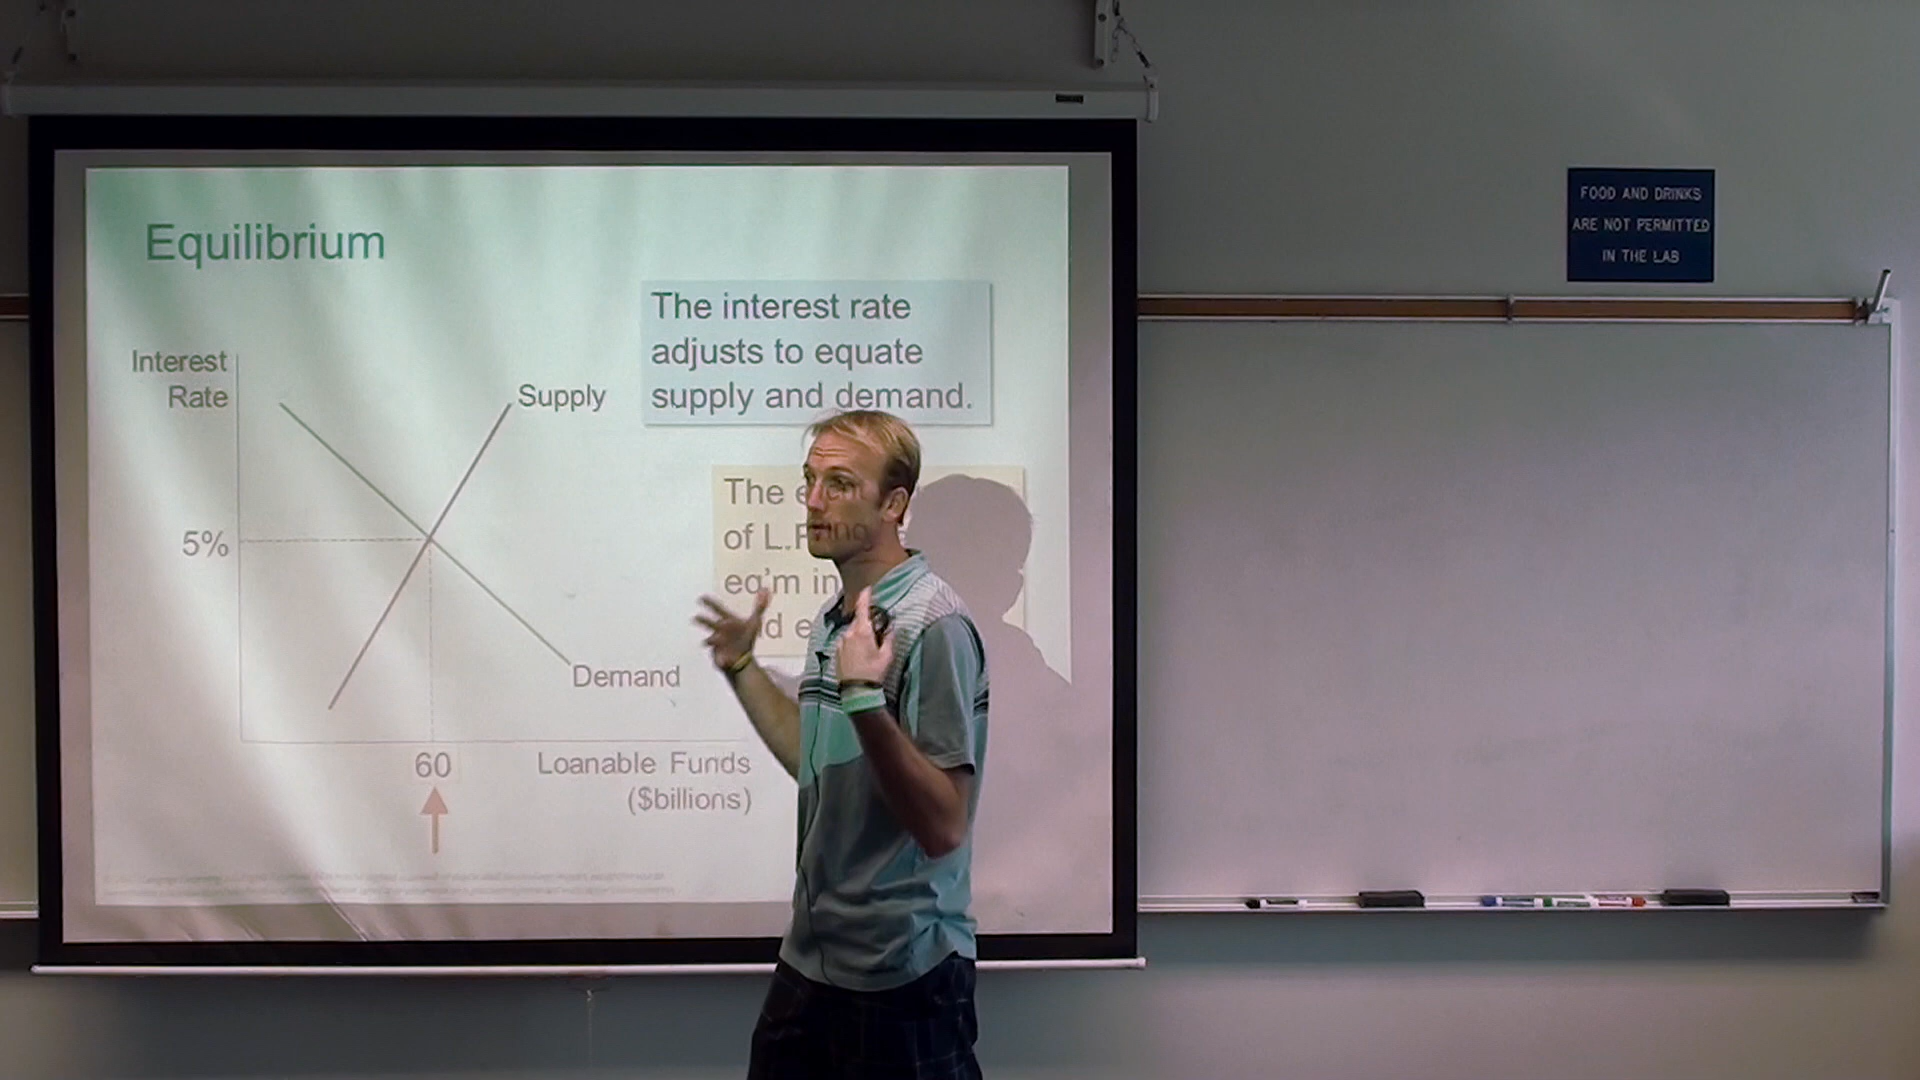 Equilibrium
The interest rate
adjusts to equate
supply and demand.
Interest
Rate
Supply
5%
Demand
60
Loanable Funds
($billions)
The
of L.F.
eq'm in
FOOD AND DRINKS
ARE NOT PERMITTED
IN THE LAB